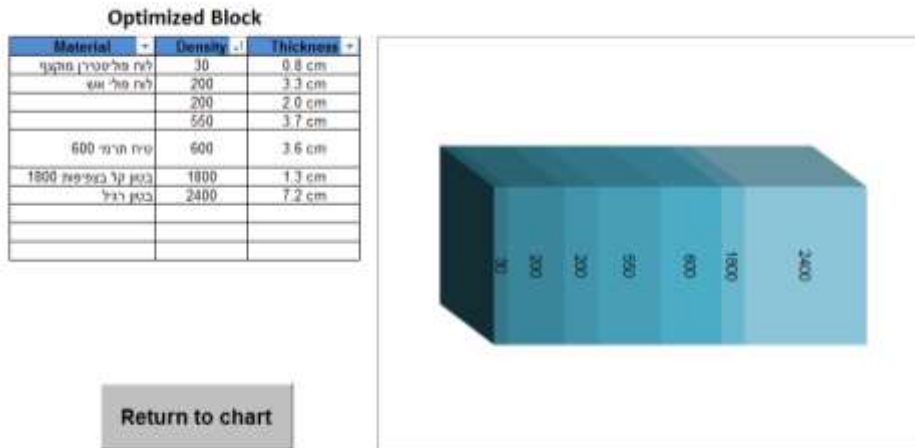 Optimized Block
Material Density Thickness
לוח פוליסטירן מוקצף 30 0.8 cm
לוח פולי אש 200 3.3 cm
200 2.0 cm
550 3.7 cm
טיח תרמי 600 600 3.6 cm
בטון קל בצפיפות 1800 1800 1.3 cm
בטון רגיל 2400 7.2 cm
30 200 200 550 600 1800 2400
Return to chart